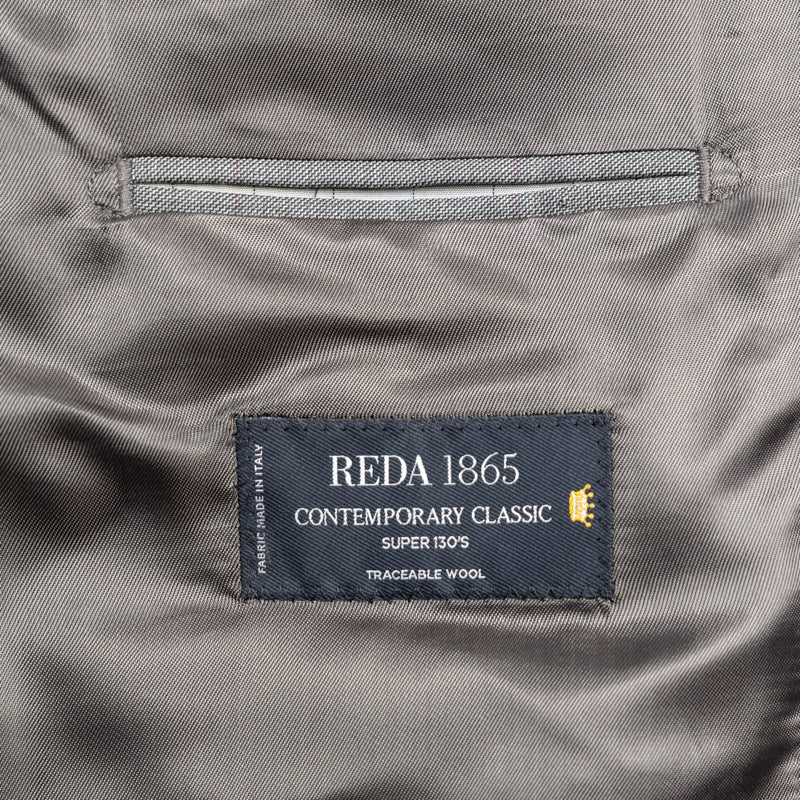 FABRIC MADE IN ITALY
REDA 1865
CONTEMPORARY CLASSIC
SUPER 130'S
TRACEABLE WOOL